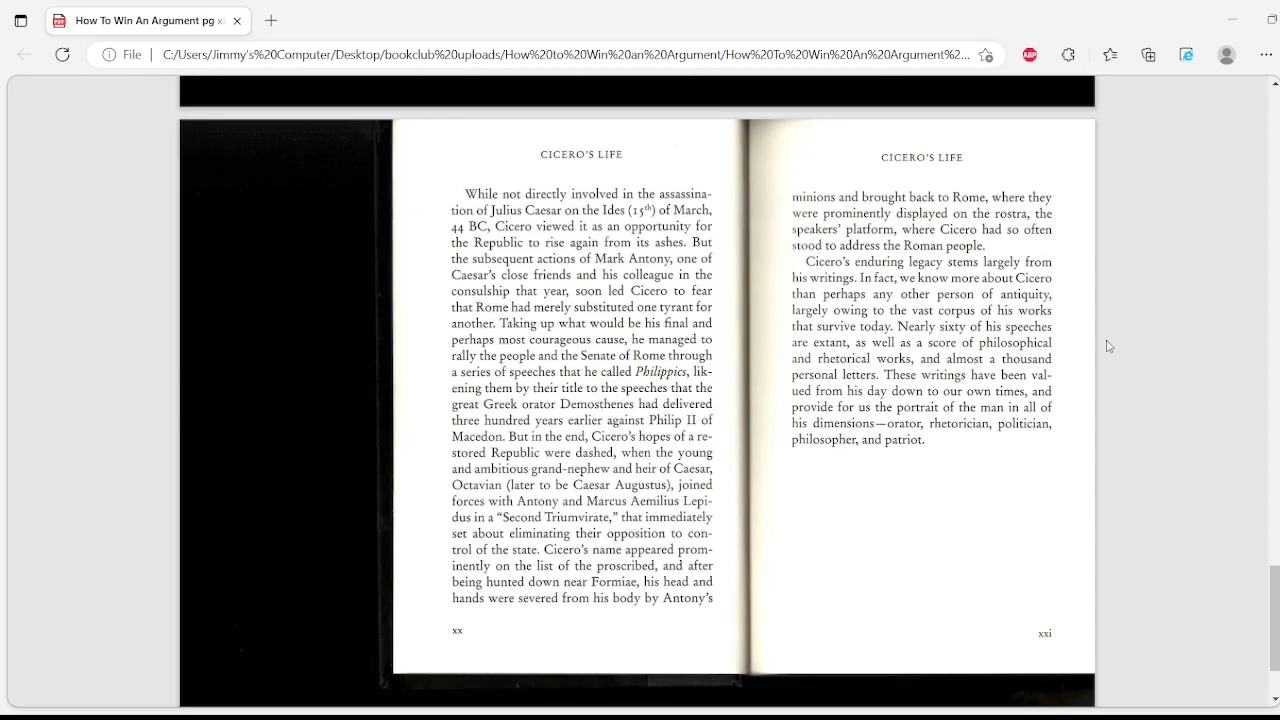 How To Win An Argument pg xi
File
C:/Users/Jimmy's%20Computer/Desktop/bookclub%20uploads/How%20to%20Win%20an%20Argument/How%20To%20Win%20An%20Argument%2...
ABP
CICERO'S LIFE
While not directly involved in the assassina-
tion of Julius Caesar on the Ides (15th) of March,
44 BC, Cicero viewed it as an opportunity for
the Republic to rise again from its ashes. But
the subsequent actions of Mark Antony, one of
Caesar's close friends and his colleague in the
consulship that year, soon led Cicero to fear
that Rome had merely substituted one tyrant for
another. Taking up what would be his final and
perhaps most courageous cause, he managed to
rally the people and the Senate of Rome through
a series of speeches that he called Philippics, lik-
ening them by their title to the speeches that the
great Greek orator Demosthenes had delivered
three hundred years earlier against Philip II of
Macedon. But in the end, Cicero's hopes of a re-
stored Republic were dashed, when the young
and ambitious grand-nephew and heir of Caesar,
Octavian (later to be Caesar Augustus), joined
forces with Antony and Marcus Aemilius Lepi-
dus in a "Second Triumvirate," that immediately
set about eliminating their opposition to con-
trol of the state. Cicero's name appeared prom-
inently on the list of the proscribed, and after
being hunted down near Formiae, his head and
hands were severed from his body by Antony's
xx
CICERO'S LIFE
minions and brought back to Rome, where they
were prominently displayed on the rostra, the
speakers' platform, where Cicero had so often
stood to address the Roman people.
Cicero's enduring legacy stems largely from
his writings. In fact, we know more about Cicero
than perhaps any other person of antiquity,
largely owing to the vast corpus of his works
that survive today. Nearly sixty of his speeches
are extant, as well as a score of philosophical
and rhetorical works, and almost a thousand
personal letters. These writings have been val-
ued from his day down to our own times, and
provide for us the portrait of the man in all of
his dimensions—orator, rhetorician, politician,
philosopher, and patriot.
xxi